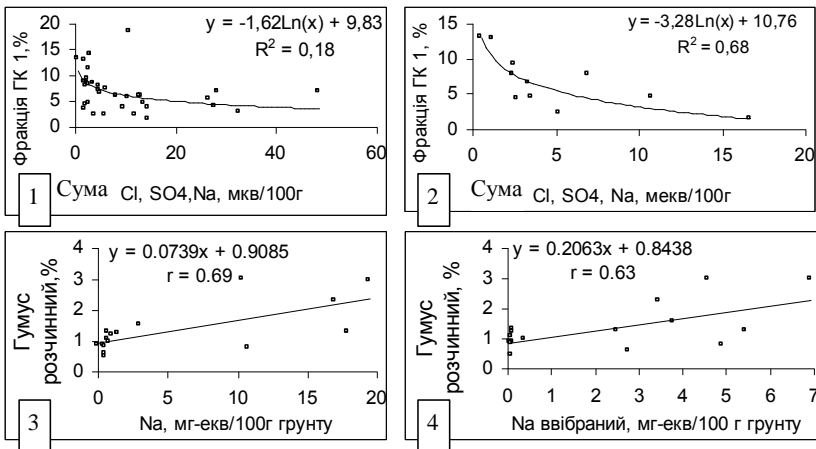 Фракція ГК 1,%
25
20
15
10
5
0
y = -1,62Ln(x) + 9,83
R2 = 0,18
0 20 40 60
1 Сума Cl, SO4,Na, мкв/100г
Фракція ГК 1, %
15
10
5
0
y = -3,28Ln(x) + 10,76
R2 = 0,68
0 5 10 15 20
2 Сума Cl, SO4, Na, мекв/100г
Гумус
розчинний,%
4
3
2
1
0
y = 0.0739x + 0.9085
r = 0.69
0 5 10 15 20
3 Na, мг-екв/100г грунту
Гумус
розчинний, %
4
3
2
1
0
y = 0.2063x + 0.8438
r = 0.63
0 1 2 3 4 5 6 7
4 Na ввібраний, мг-екв/100 г грунту